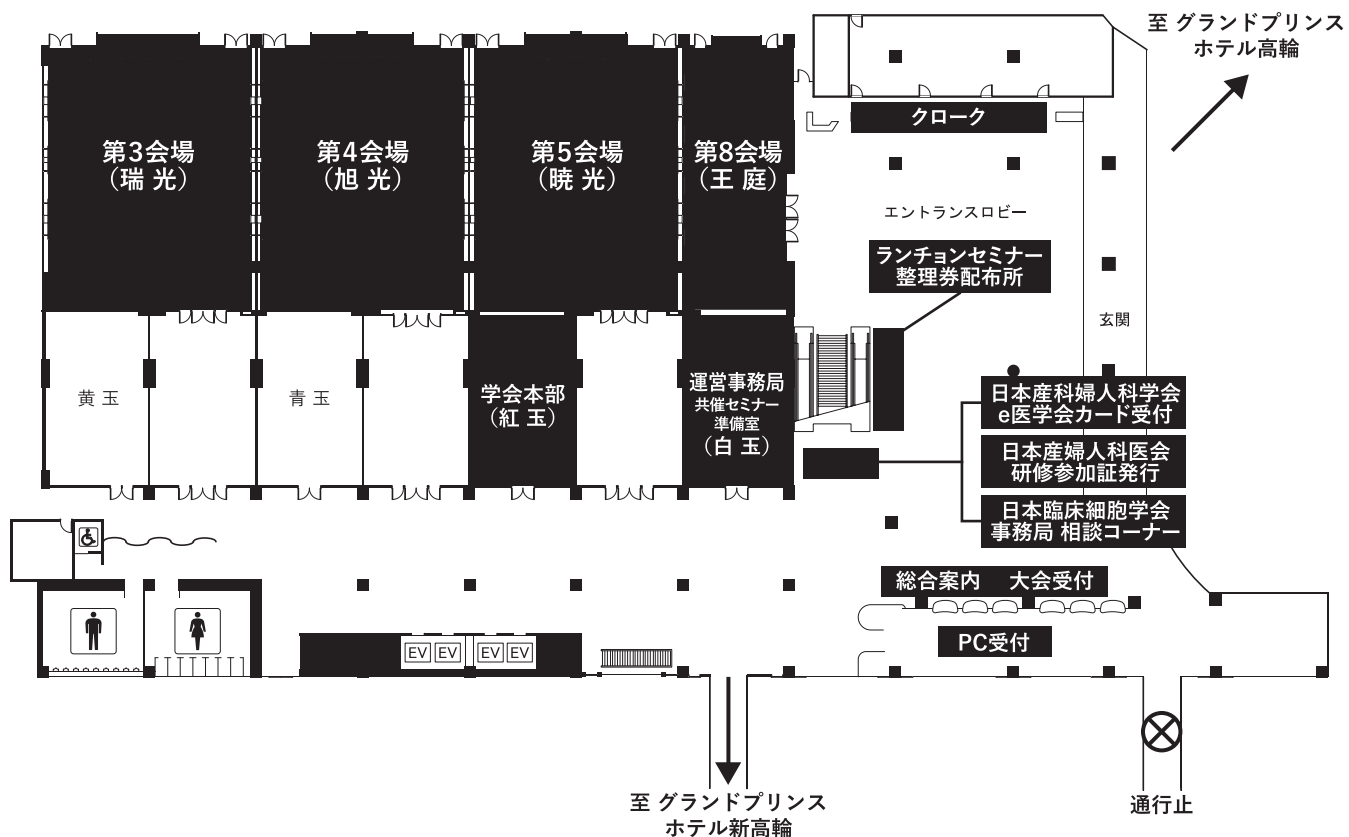 至 グランドプリンス
ホテル高輪
クローク
第3会場
（瑞 光）
第4会場
（旭 光）
第5会場
（暁 光）
第8会場
（王 庭）
エントランスロビー
ランチョンセミナー
整理券配布所
玄関
黄 玉
青 玉
学会本部
（紅 玉）
運営事務局
共催セミナー
準備室
（白 玉）
日本産科婦人科学会
e医学会カード受付
日本産婦人科医会
研修参加証発行
日本臨床細胞学会
事務局 相談コーナー
総合案内 大会受付
PC受付
EV EV EV EV
至 グランドプリンス
ホテル新高輪
通行止